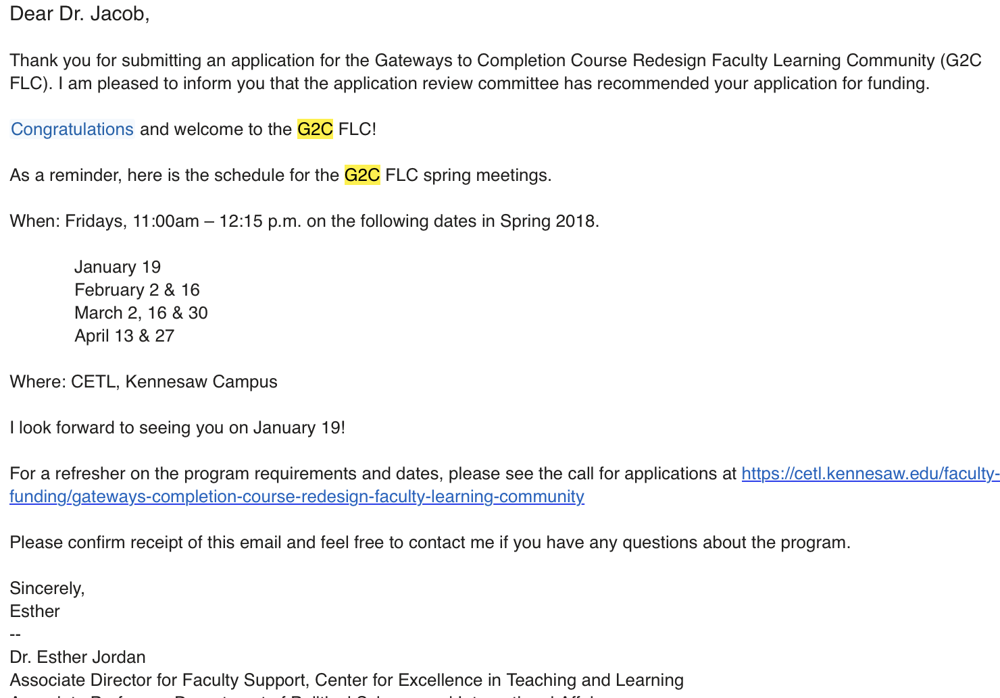 Dear Dr. Jacob,
Thank you for submitting an application for the Gateways to Completion Course Redesign Faculty Learning Community (G2C
FLC). I am pleased to inform you that the application review committee has recommended your application for funding.
Congratulations and welcome to the G2C FLC!
As a reminder, here is the schedule for the G2C FLC spring meetings.
When: Fridays, 11:00am – 12:15 p.m. on the following dates in Spring 2018.
January 19
February 2 & 16
March 2, 16 & 30
April 13 & 27
Where: CETL, Kennesaw Campus
I look forward to seeing you on January 19!
For a refresher on the program requirements and dates, please see the call for applications at https://cetl.kennesaw.edu/faculty-
funding/gateways-completion-course-redesign-faculty-learning-community
Please confirm receipt of this email and feel free to contact me if you have any questions about the program.
Sincerely,
Esther
--
Dr. Esther Jordan
Associate Director for Faculty Support, Center for Excellence in Teaching and Learning